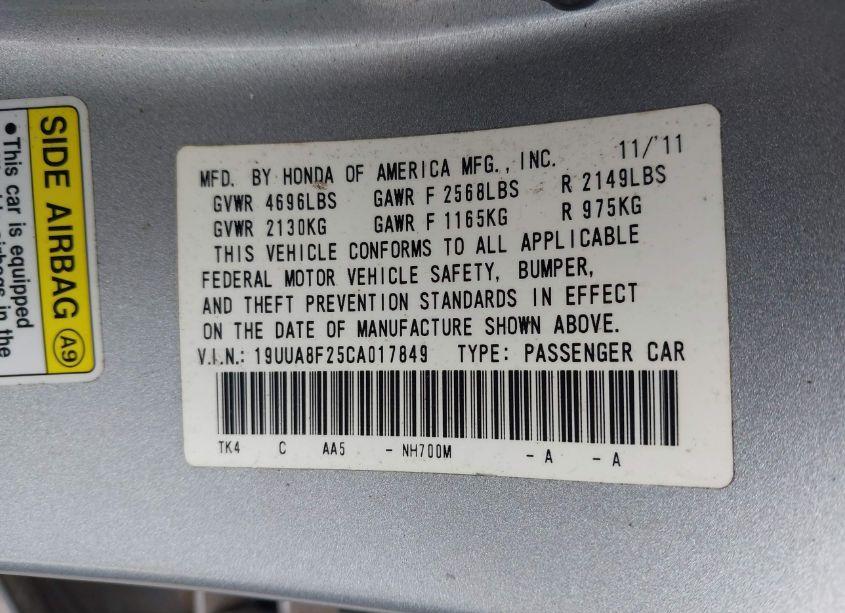 SIDE AIRBAG A9
•This car is equipped
airbags in the
MFD. BY HONDA OF AMERICA MFG., INC. 11/'11
GVWR 4696LBS GAWR F 2568LBS R 2149LBS
GVWR 2130KG GAWR F 1165KG R 975KG
THIS VEHICLE CONFORMS TO ALL APPLICABLE
FEDERAL MOTOR VEHICLE SAFETY, BUMPER,
AND THEFT PREVENTION STANDARDS IN EFFECT
ON THE DATE OF MANUFACTURE SHOWN ABOVE.
V.I.N.: 19UUA8F25CA017849 TYPE: PASSENGER CAR
TK4 C AA5 - NH700M - A - A